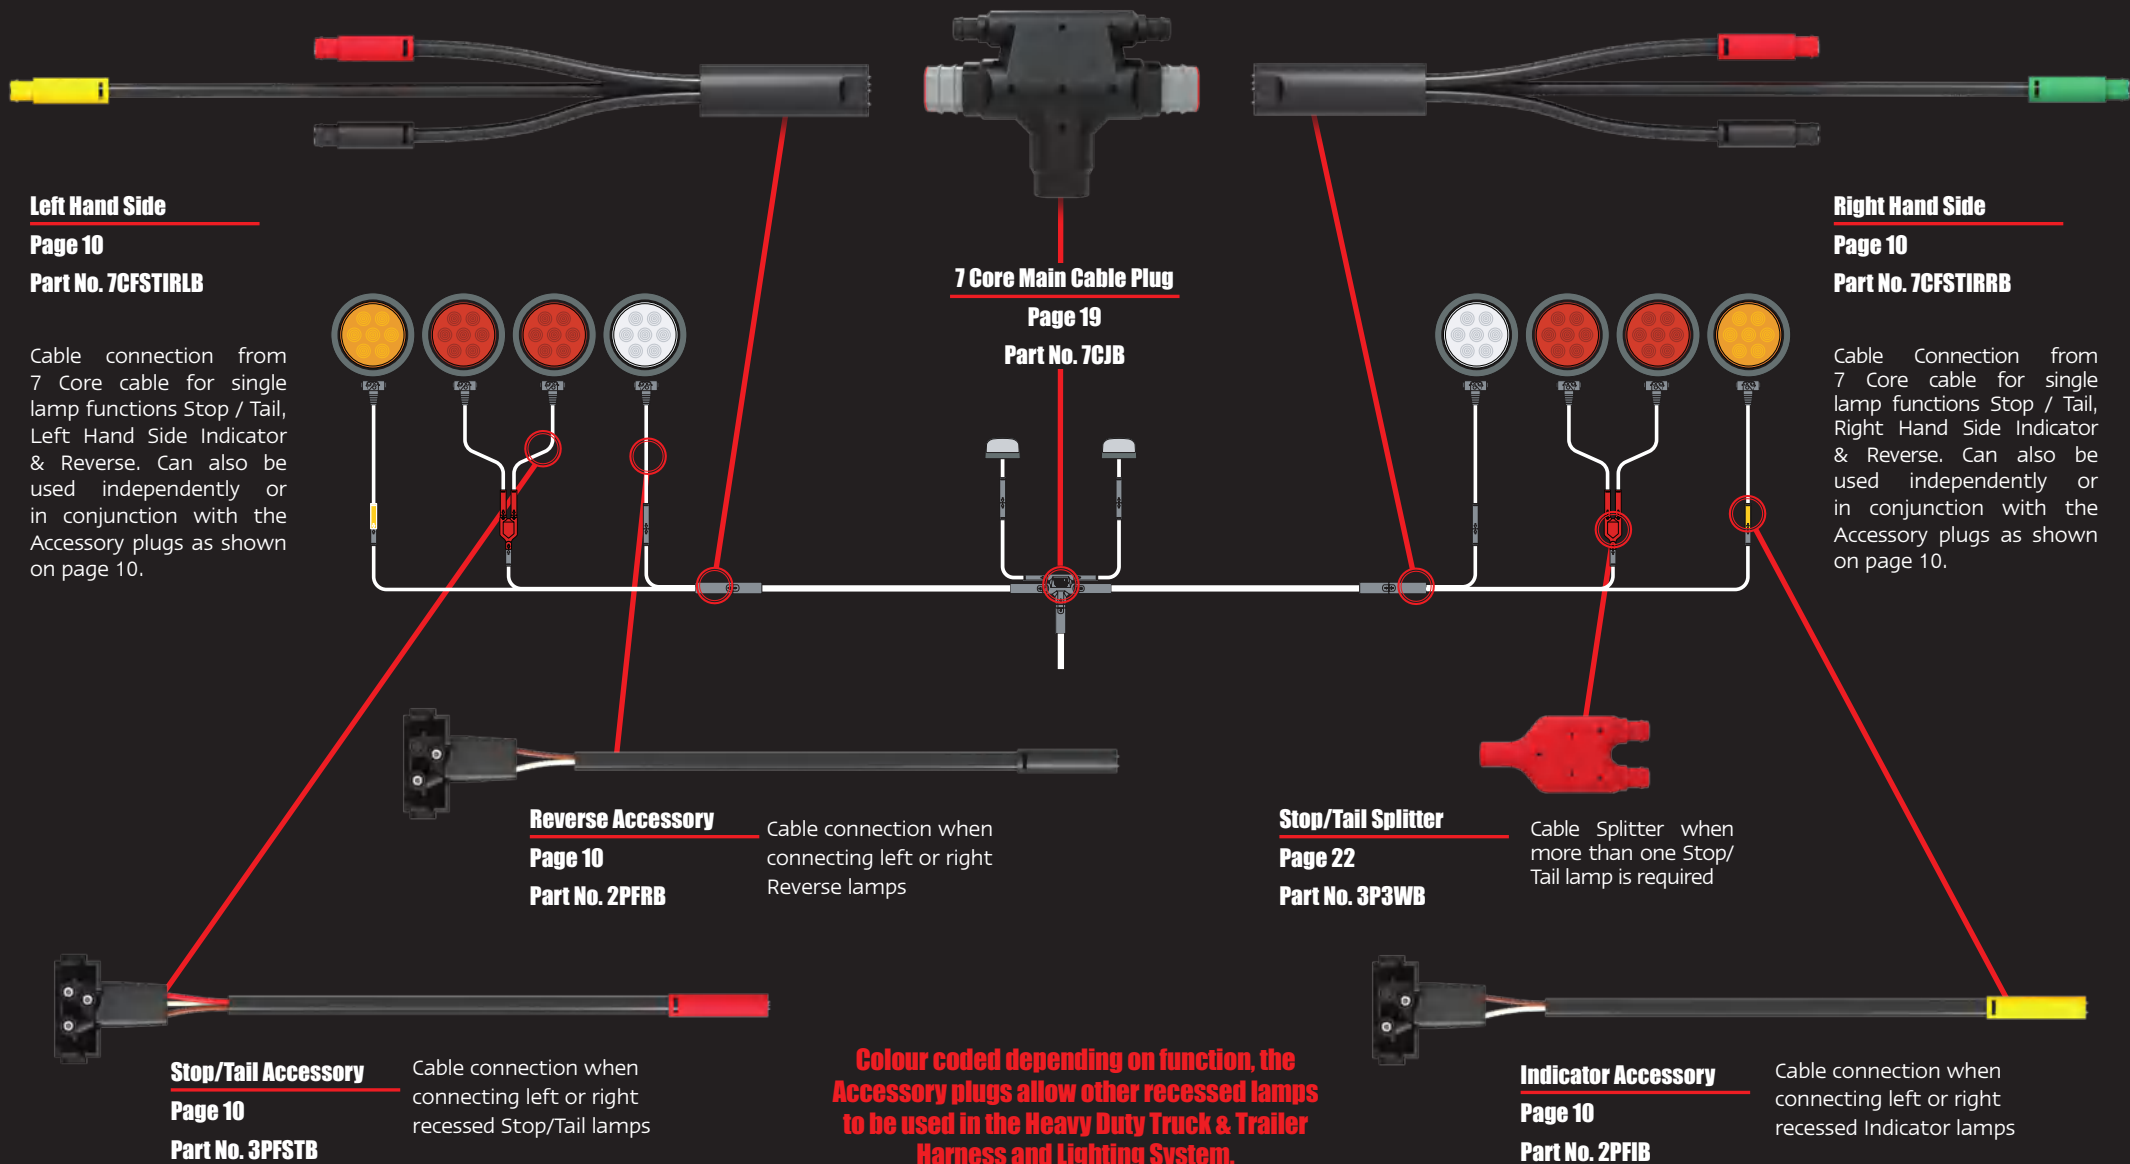 Left Hand Side
Page 10
Part No. 7CFSTIRLB
Cable connection from
7 Core cable for single
lamp functions Stop / Tail,
Left Hand Side Indicator
& Reverse. Can also be
used independently or
in conjunction with the
Accessory plugs as shown
on page 10.
7 Core Main Cable Plug
Page 19
Part No. 7CJB
Right Hand Side
Page 10
Part No. 7CFSTIRRB
Cable Connection from
7 Core cable for single
lamp functions Stop / Tail,
Right Hand Side Indicator
& Reverse. Can also be
used independently or
in conjunction with the
Accessory plugs as shown
on page 10.
Reverse Accessory
Page 10
Part No. 2PFRB
Cable connection when
connecting left or right
Reverse lamps
Stop/Tail Splitter
Page 22
Part No. 3P3WB
Cable Splitter when
more than one Stop/
Tail lamp is required
Stop/Tail Accessory
Page 10
Part No. 3PFSTB
Cable connection when
connecting left or right
recessed Stop/Tail lamps
Colour coded depending on function, the
Accessory plugs allow other recessed lamps
to be used in the Heavy Duty Truck & Trailer
Harness and Lighting System.
Indicator Accessory
Page 10
Part No. 2PFIB
Cable connection when
connecting left or right
recessed Indicator lamps